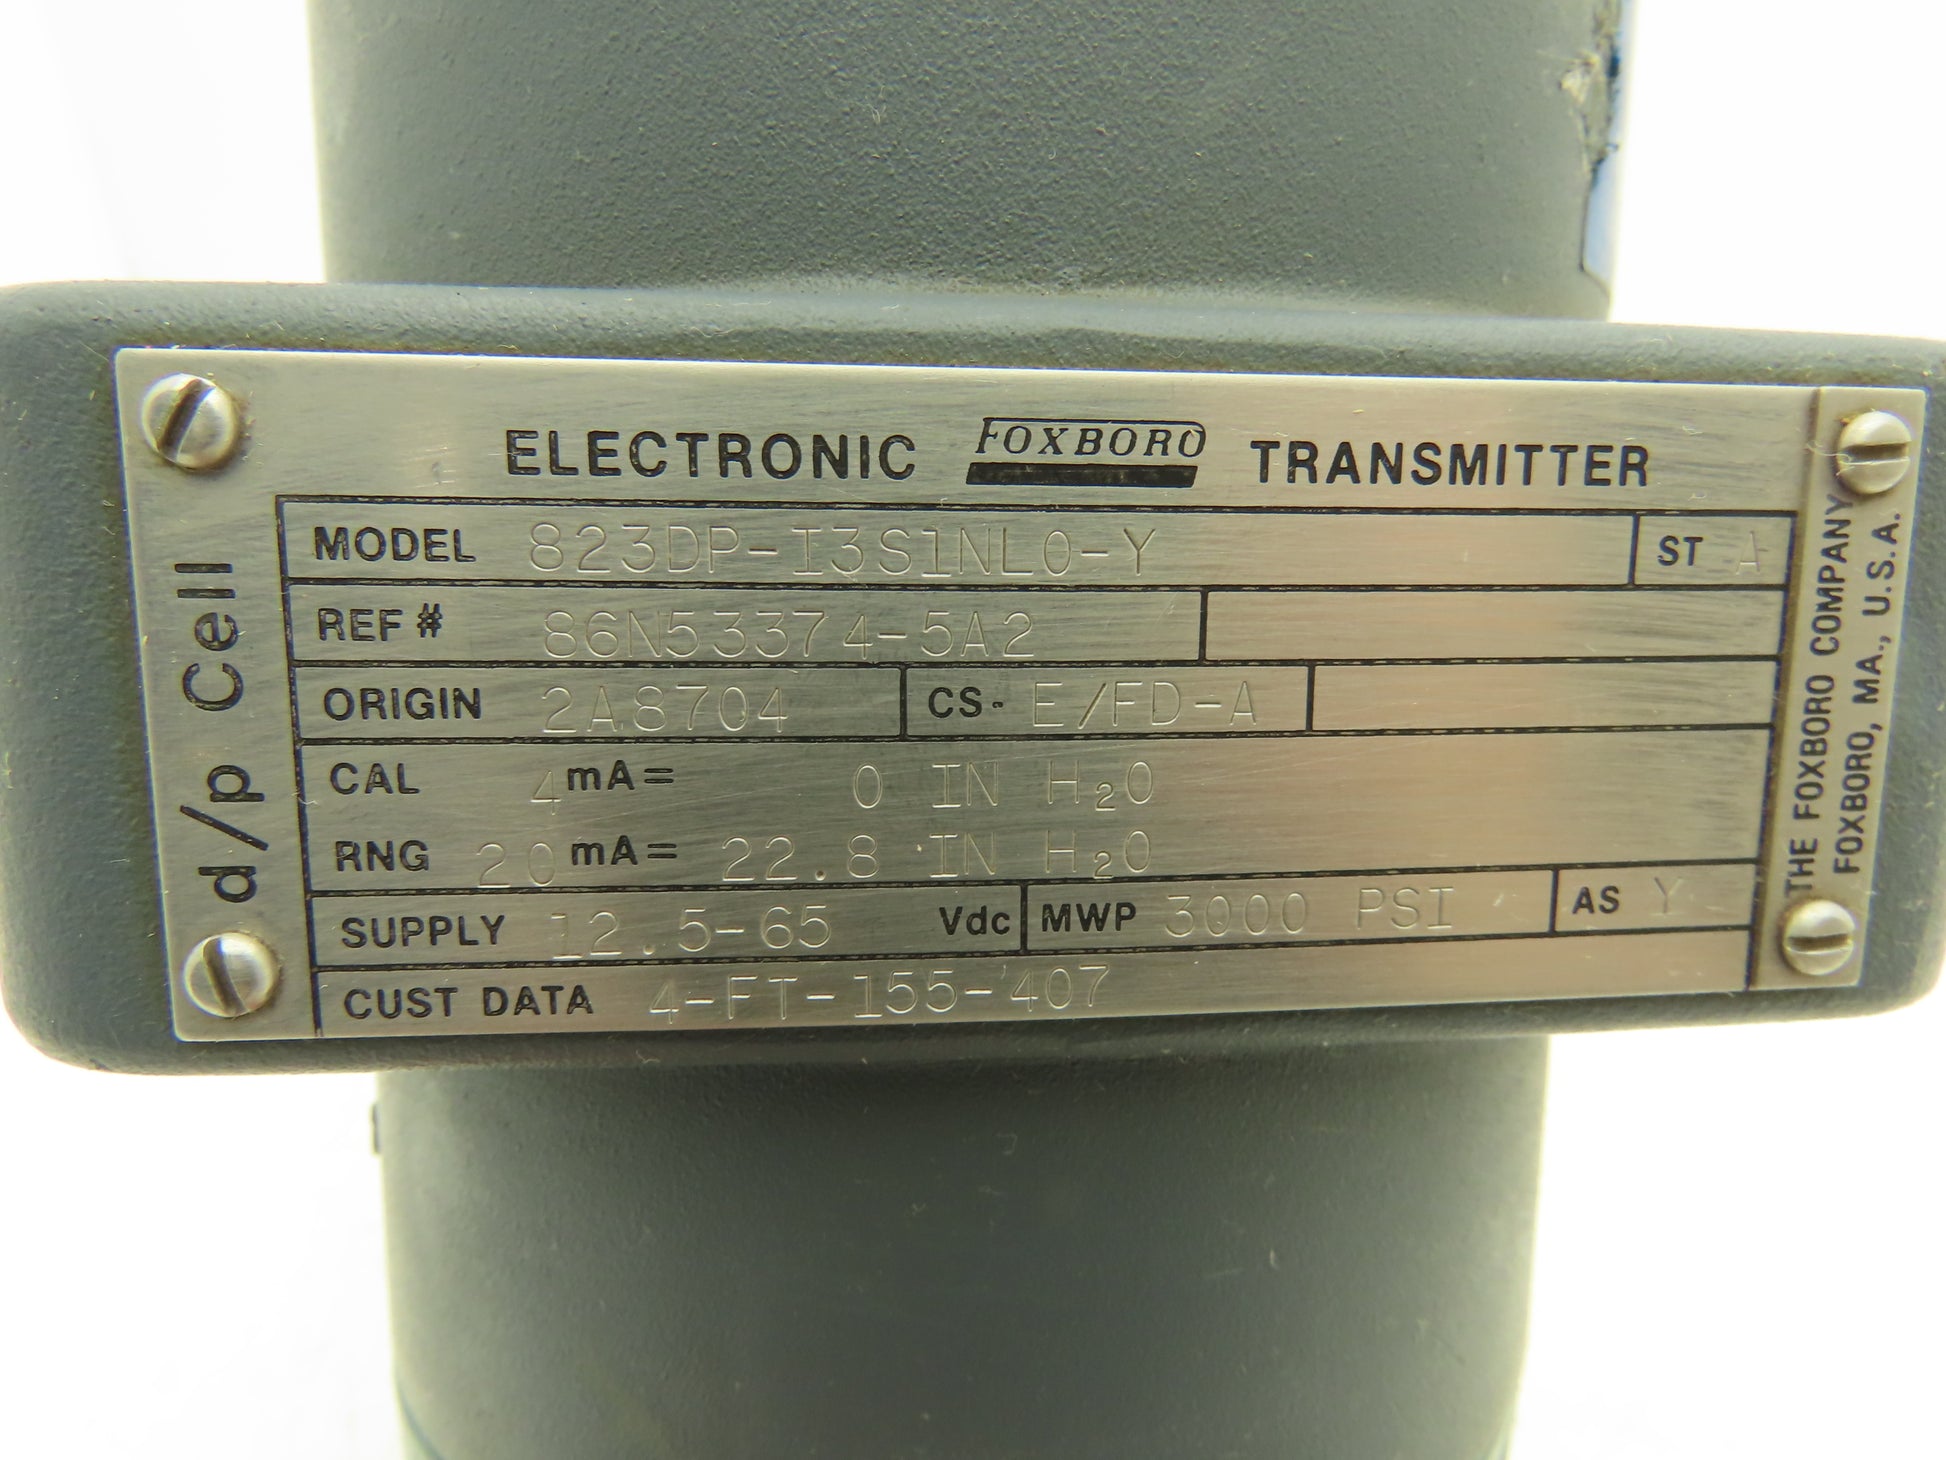 ELECTRONIC FOXBORO TRANSMITTER
d/p Cell
MODEL 823DP-I3S1NL0-Y ST A
REF # 86N53374-5A2
ORIGIN 2A8704 CS- E/FD-A
CAL 4 mA= 0 IN H₂O
RNG 20 mA= 22.8 IN H₂O
SUPPLY 12.5-65 Vdc MWP 3000 PSI AS Y
CUST DATA 4-FT-155-407
THE FOXBORO COMPANY
FOXBORO, MA., U.S.A.